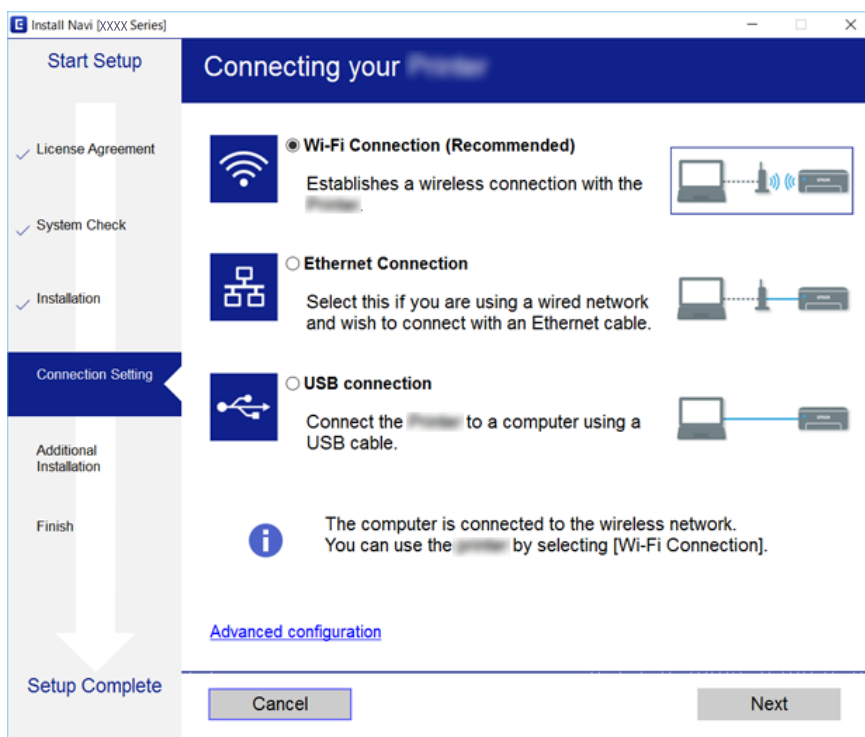 Install Navi [XXXX Series]
Start Setup
License Agreement
System Check
Installation
Connection Setting
Additional
Installation
Finish
Setup Complete
Connecting your Printer
Wi-Fi Connection (Recommended)
Establishes a wireless connection with the
Printer.
Ethernet Connection
Select this if you are using a wired network
and wish to connect with an Ethernet cable.
USB connection
Connect the Printer to a computer using a
USB cable.
The computer is connected to the wireless network.
You can use the printer by selecting [Wi-Fi Connection].
Advanced configuration
Cancel
Next